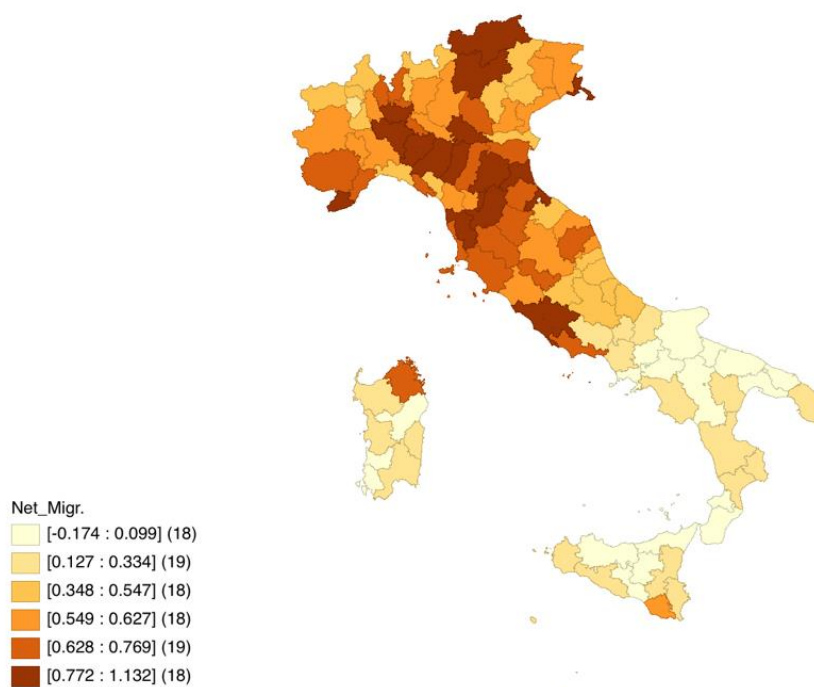 Net_Migr.
[-0.174 : 0.099] (18)
[0.127 : 0.334] (19)
[0.348 : 0.547] (18)
[0.549 : 0.627] (18)
[0.628 : 0.769] (19)
[0.772 : 1.132] (18)